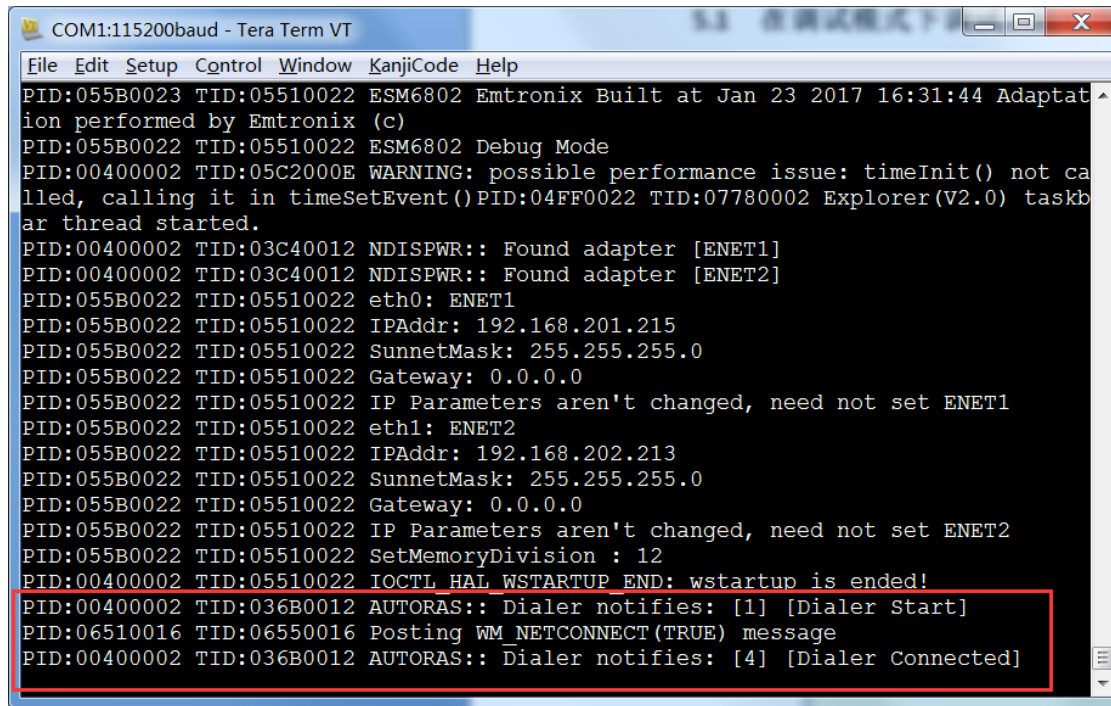 5.1 在调试模式下
COM1:115200baud - Tera Term VT
File Edit Setup Control Window KanjiCode Help
PID:055B0023 TID:05510022 ESM6802 Emtronix Built at Jan 23 2017 16:31:44 Adaptat
ion performed by Emtronix (c)
PID:055B0022 TID:05510022 ESM6802 Debug Mode
PID:00400002 TID:05C2000E WARNING: possible performance issue: timeInit() not ca
lled, calling it in timeSetEvent()PID:04FF0022 TID:07780002 Explorer(V2.0) taskb
ar thread started.
PID:00400002 TID:03C40012 NDISPWR:: Found adapter [ENET1]
PID:00400002 TID:03C40012 NDISPWR:: Found adapter [ENET2]
PID:055B0022 TID:05510022 eth0: ENET1
PID:055B0022 TID:05510022 IPAddr: 192.168.201.215
PID:055B0022 TID:05510022 SunnetMask: 255.255.255.0
PID:055B0022 TID:05510022 Gateway: 0.0.0.0
PID:055B0022 TID:05510022 IP Parameters aren't changed, need not set ENET1
PID:055B0022 TID:05510022 eth1: ENET2
PID:055B0022 TID:05510022 IPAddr: 192.168.202.213
PID:055B0022 TID:05510022 SunnetMask: 255.255.255.0
PID:055B0022 TID:05510022 Gateway: 0.0.0.0
PID:055B0022 TID:05510022 IP Parameters aren't changed, need not set ENET2
PID:055B0022 TID:05510022 SetMemoryDivision : 12
PID:00400002 TID:05510022 IOCTL_HAL_WSTARTUP_END: wstartup is ended!
PID:00400002 TID:036B0012 AUTORAS:: Dialer notifies: [1] [Dialer Start]
PID:06510016 TID:06550016 Posting WM_NETCONNECT(TRUE) message
PID:00400002 TID:036B0012 AUTORAS:: Dialer notifies: [4] [Dialer Connected]